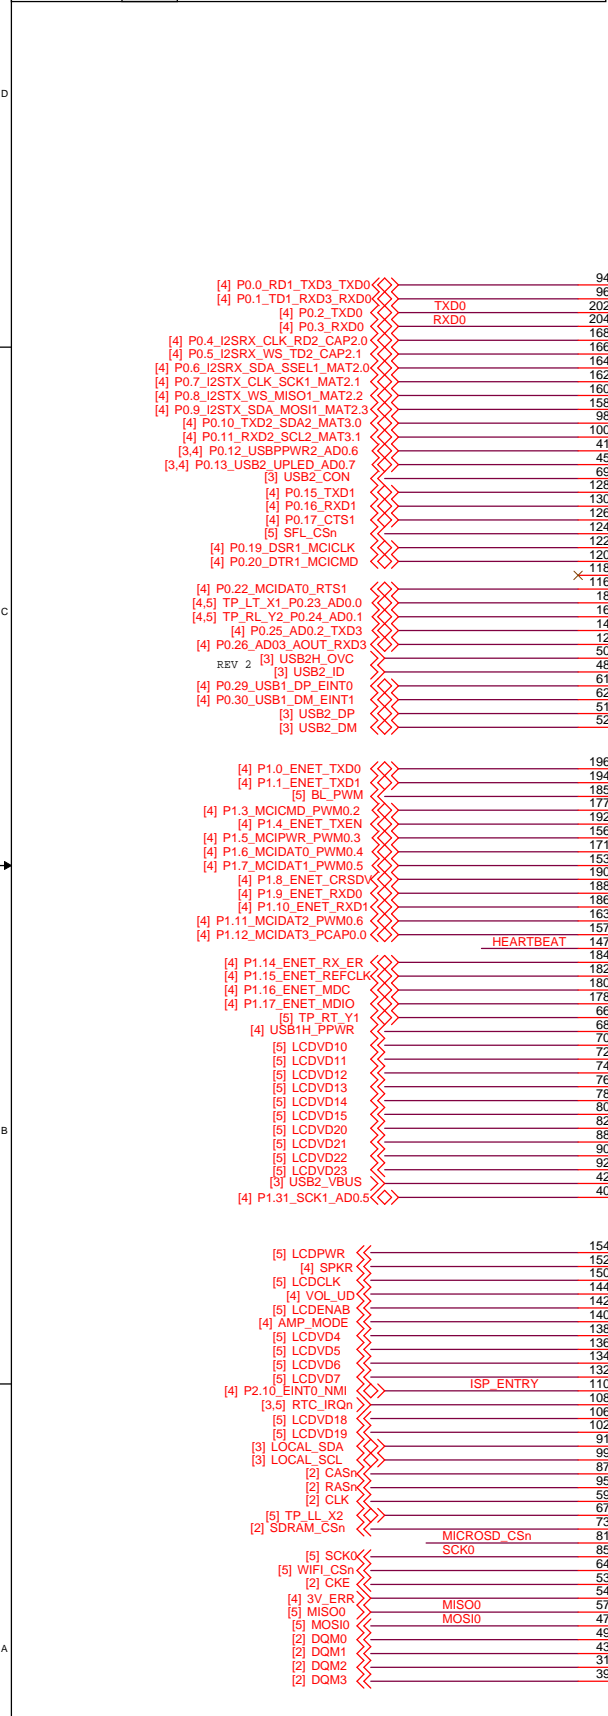 D
[4] P0.0_RD1_TXD3_TXD0 94
[4] P0.1_TD1_RXD3_RXD0 96
[4] P0.2_TXD0 TXD0 202
[4] P0.3_RXD0 RXD0 204
[4] P0.4_I2SRX_CLK_RD2_CAP2.0 168
[4] P0.5_I2SRX_WS_TD2_CAP2.1 166
[4] P0.6_I2SRX_SDA_SSEL1_MAT2.0 164
[4] P0.7_I2STX_CLK_SCK1_MAT2.1 162
[4] P0.8_I2STX_WS_MISO1_MAT2.2 160
[4] P0.9_I2STX_SDA_MOSI1_MAT2.3 158
[4] P0.10_TXD2_SDA2_MAT3.0 98
[4] P0.11_RXD2_SCL2_MAT3.1 100
[3,4] P0.12_USBPPWR2_AD0.6 41
[3,4] P0.13_USB2_UPLED_AD0.7 45
[3] USB2_CON 69
[4] P0.15_TXD1 128
[4] P0.16_RXD1 130
[4] P0.17_CTS1 126
[5] SFL_CSn 124
[4] P0.19_DSR1_MCICLK 122
[4] P0.20_DTR1_MCICMD 120
118
[4] P0.22_MCIDAT0_RTS1 116
[4,5] TP_LT_X1_P0.23_AD0.0 18
C
[4,5] TP_RL_Y2_P0.24_AD0.1 16
[4] P0.25_AD0.2_TXD3 14
[4] P0.26_AD03_AOUT_RXD3 12
REV 2 [3] USB2H_OVC 50
[3] USB2_ID 48
[4] P0.29_USB1_DP_EINT0 61
[4] P0.30_USB1_DM_EINT1 62
[3] USB2_DP 51
[3] USB2_DM 52
[4] P1.0_ENET_TXD0 196
[4] P1.1_ENET_TXD1 194
[5] BL_PWM 185
[4] P1.3_MCICMD_PWM0.2 177
[4] P1.4_ENET_TXEN 192
[4] P1.5_MCIPWR_PWM0.3 156
[4] P1.6_MCIDAT0_PWM0.4 171
[4] P1.7_MCIDAT1_PWM0.5 153
[4] P1.8_ENET_CRSDV 190
[4] P1.9_ENET_RXD0 188
[4] P1.10_ENET_RXD1 186
[4] P1.11_MCIDAT2_PWM0.6 163
[4] P1.12_MCIDAT3_PCAP0.0 157
HEARTBEAT 147
[4] P1.14_ENET_RX_ER 184
[4] P1.15_ENET_REFCLK 182
[4] P1.16_ENET_MDC 180
[4] P1.17_ENET_MDIO 178
[5] TP_RT_Y1 66
[4] USB1H_PPWR 68
[5] LCDVD10 70
[5] LCDVD11 72
[5] LCDVD12 74
[5] LCDVD13 76
[5] LCDVD14 78
[5] LCDVD15 80
B
[5] LCDVD20 82
[5] LCDVD21 88
[5] LCDVD22 90
[5] LCDVD23 92
[3] USB2_VBUS 42
[4] P1.31_SCK1_AD0.5 40
[5] LCDPWR 154
[4] SPKR 152
[5] LCDCLK 150
[4] VOL_UD 144
[5] LCDENAB 142
[4] AMP_MODE 140
[5] LCDVD4 138
[5] LCDVD5 136
[5] LCDVD6 134
[5] LCDVD7 132
[4] P2.10_EINT0_NMI ISP_ENTRY 110
[3,5] RTC_IRQn 108
[5] LCDVD18 106
[5] LCDVD19 102
[3] LOCAL_SDA 91
[3] LOCAL_SCL 99
[2] CASn 87
[2] RASn 95
[2] CLK 59
[5] TP_LL_X2 67
[2] SDRAM_CSn 73
MICROSD_CSn 81
[5] SCK0 SCK0 85
[5] WIFI_CSn 64
[2] CKE 53
[4] 3V_ERR 54
[5] MISO0 MISO0 57
[5] MOSI0 MOSI0 47
[2] DQM0 49
A
[2] DQM1 43
[2] DQM2 31
[2] DQM3 39